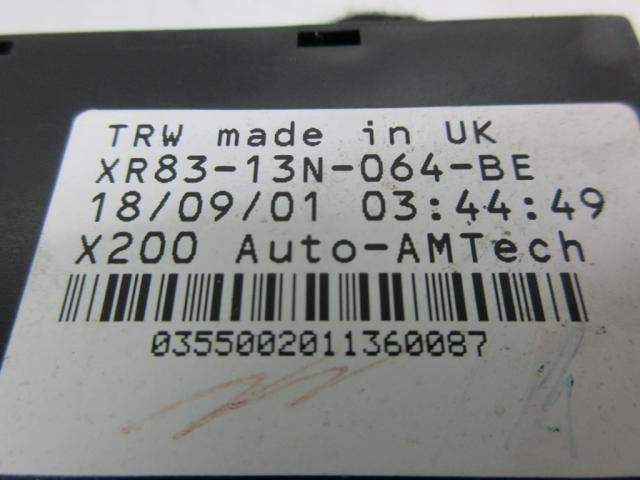 TRW made in UK
XR83-13N-064-BE
18/09/01 03:44:49
X200 Auto-AMTech
0355002011360087